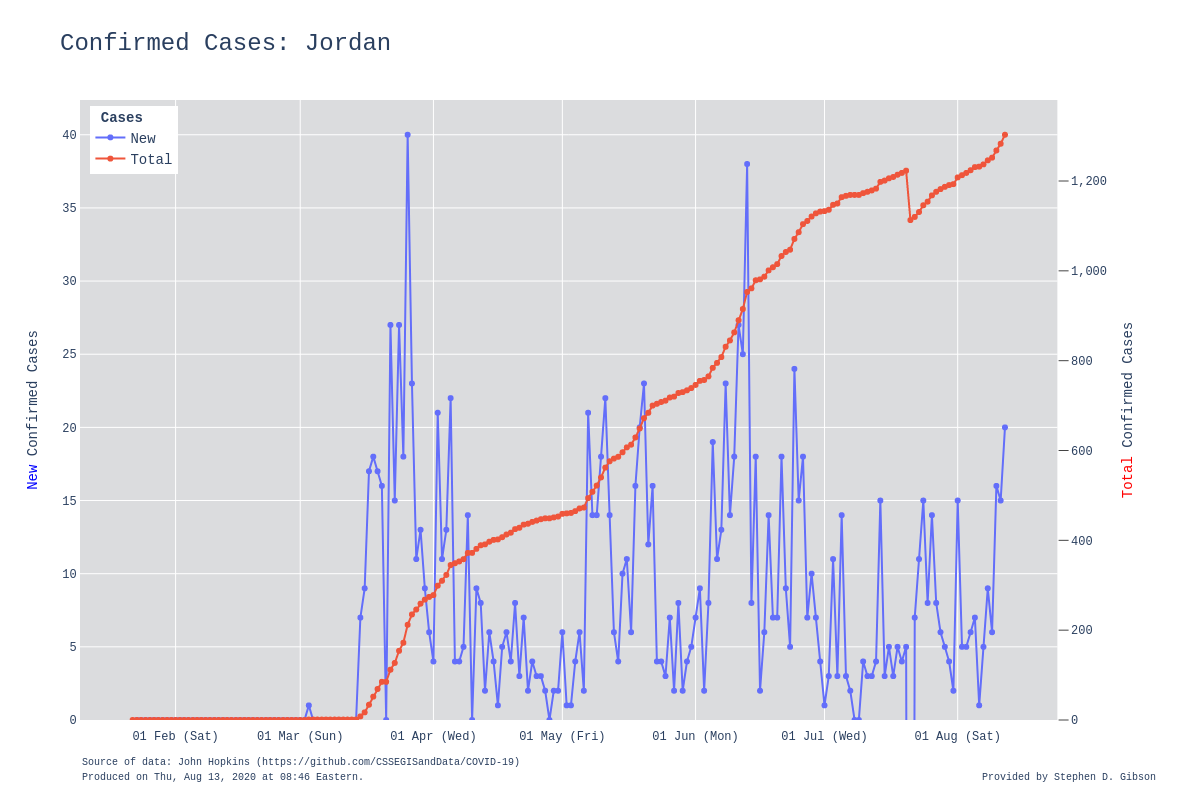 Confirmed Cases: Jordan
Cases
New
Total
40
35
30
25
20
15
10
5
0
New Confirmed Cases
1,200
1,000
800
600
400
200
0
Total Confirmed Cases
01 Feb (Sat) 01 Mar (Sun) 01 Apr (Wed) 01 May (Fri) 01 Jun (Mon) 01 Jul (Wed) 01 Aug (Sat)
Source of data: John Hopkins (https://github.com/CSSEGISandData/COVID-19)
Produced on Thu, Aug 13, 2020 at 08:46 Eastern.
Provided by Stephen D. Gibson